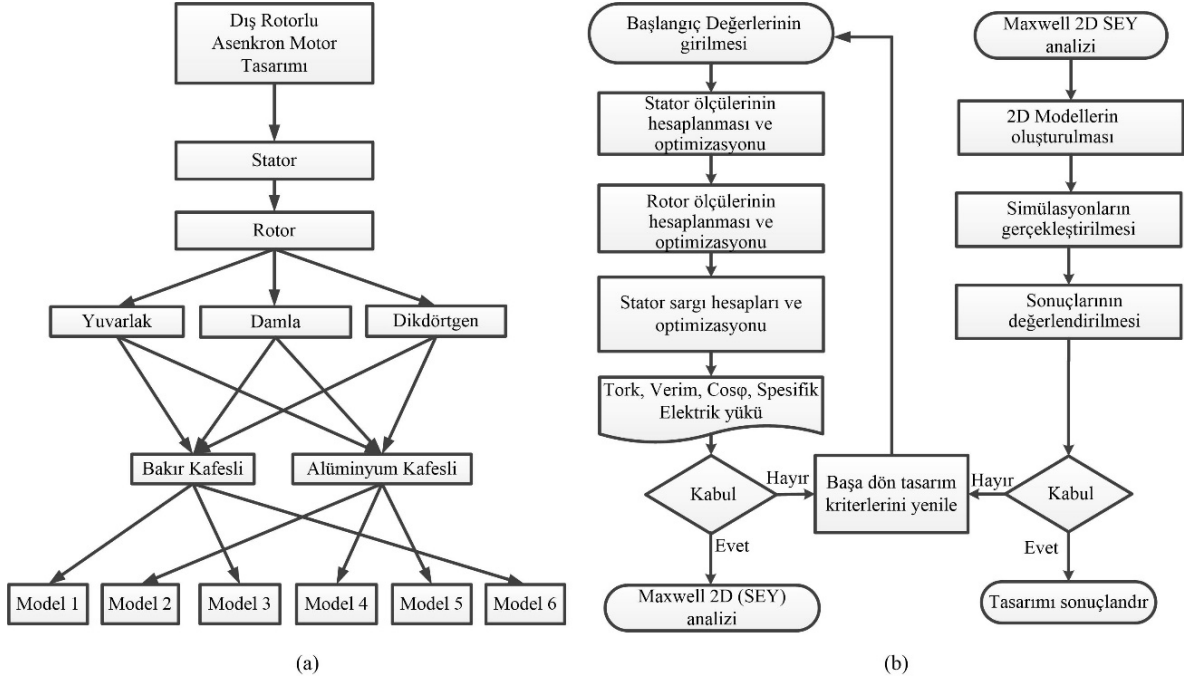 Dış Rotorlu
Asenkron Motor
Tasarımı
Stator
Rotor
Yuvarlak
Damla
Dikdörtgen
Bakır Kafesli
Alüminyum Kafesli
Model 1
Model 2
Model 3
Model 4
Model 5
Model 6
(a)
Başlangıç Değerlerinin
girilmesi
Stator ölçülerinin
hesaplanması ve
optimizasyonu
Rotor ölçülerinin
hesaplanması ve
optimizasyonu
Stator sargı hesapları ve
optimizasyonu
Tork, Verim, Cosφ, Spesifik
Elektrik yükü
Kabul
Hayır
Evet
Maxwell 2D (SEY)
analizi
Başa dön tasarım
kriterlerini yenile
Maxwell 2D SEY
analizi
2D Modellerin
oluşturulması
Simülasyonların
gerçekleştirilmesi
Sonuçlarının
değerlendirilmesi
Hayır
Kabul
Evet
Tasarımı sonuçlandır
(b)